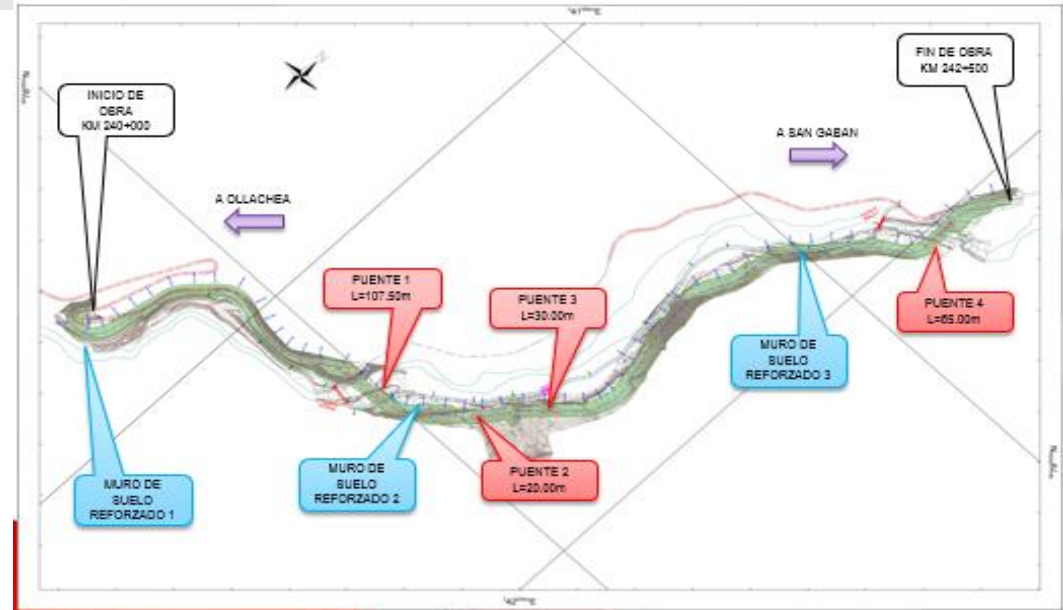 INICIO DE
OBRA
KM 240+000
A OLLACHEA
PUENTE 1
L=107.50m
PUENTE 3
L=30.00m
A SAN GABAN
FIN DE OBRA
KM 242+500
MURO DE
SUELO
REFORZADO 1
MURO DE
SUELO
REFORZADO 2
PUENTE 2
L=20.00m
MURO DE
SUELO
REFORZADO 3
PUENTE 4
L=65.00m